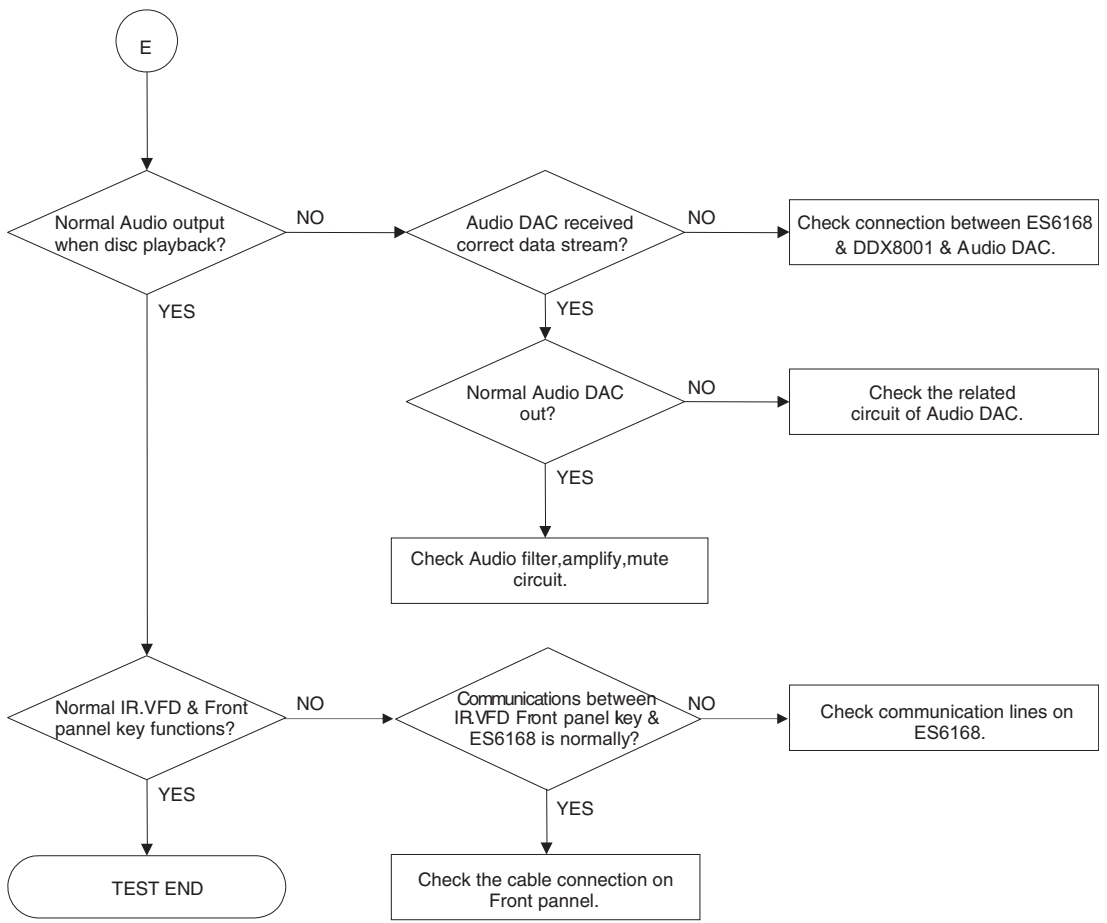 E
Normal Audio output
when disc playback?
NO
Audio DAC received
correct data stream?
NO
Check connection between ES6168
& DDX8001 & Audio DAC.
YES
YES
Normal Audio DAC
out?
NO
Check the related
circuit of Audio DAC.
YES
Check Audio filter,amplify,mute
circuit.
Normal IR.VFD & Front
pannel key functions?
NO
Communications between
IR.VFD Front panel key &
ES6168 is normally?
NO
Check communication lines on
ES6168.
YES
YES
TEST END
Check the cable connection on
Front pannel.